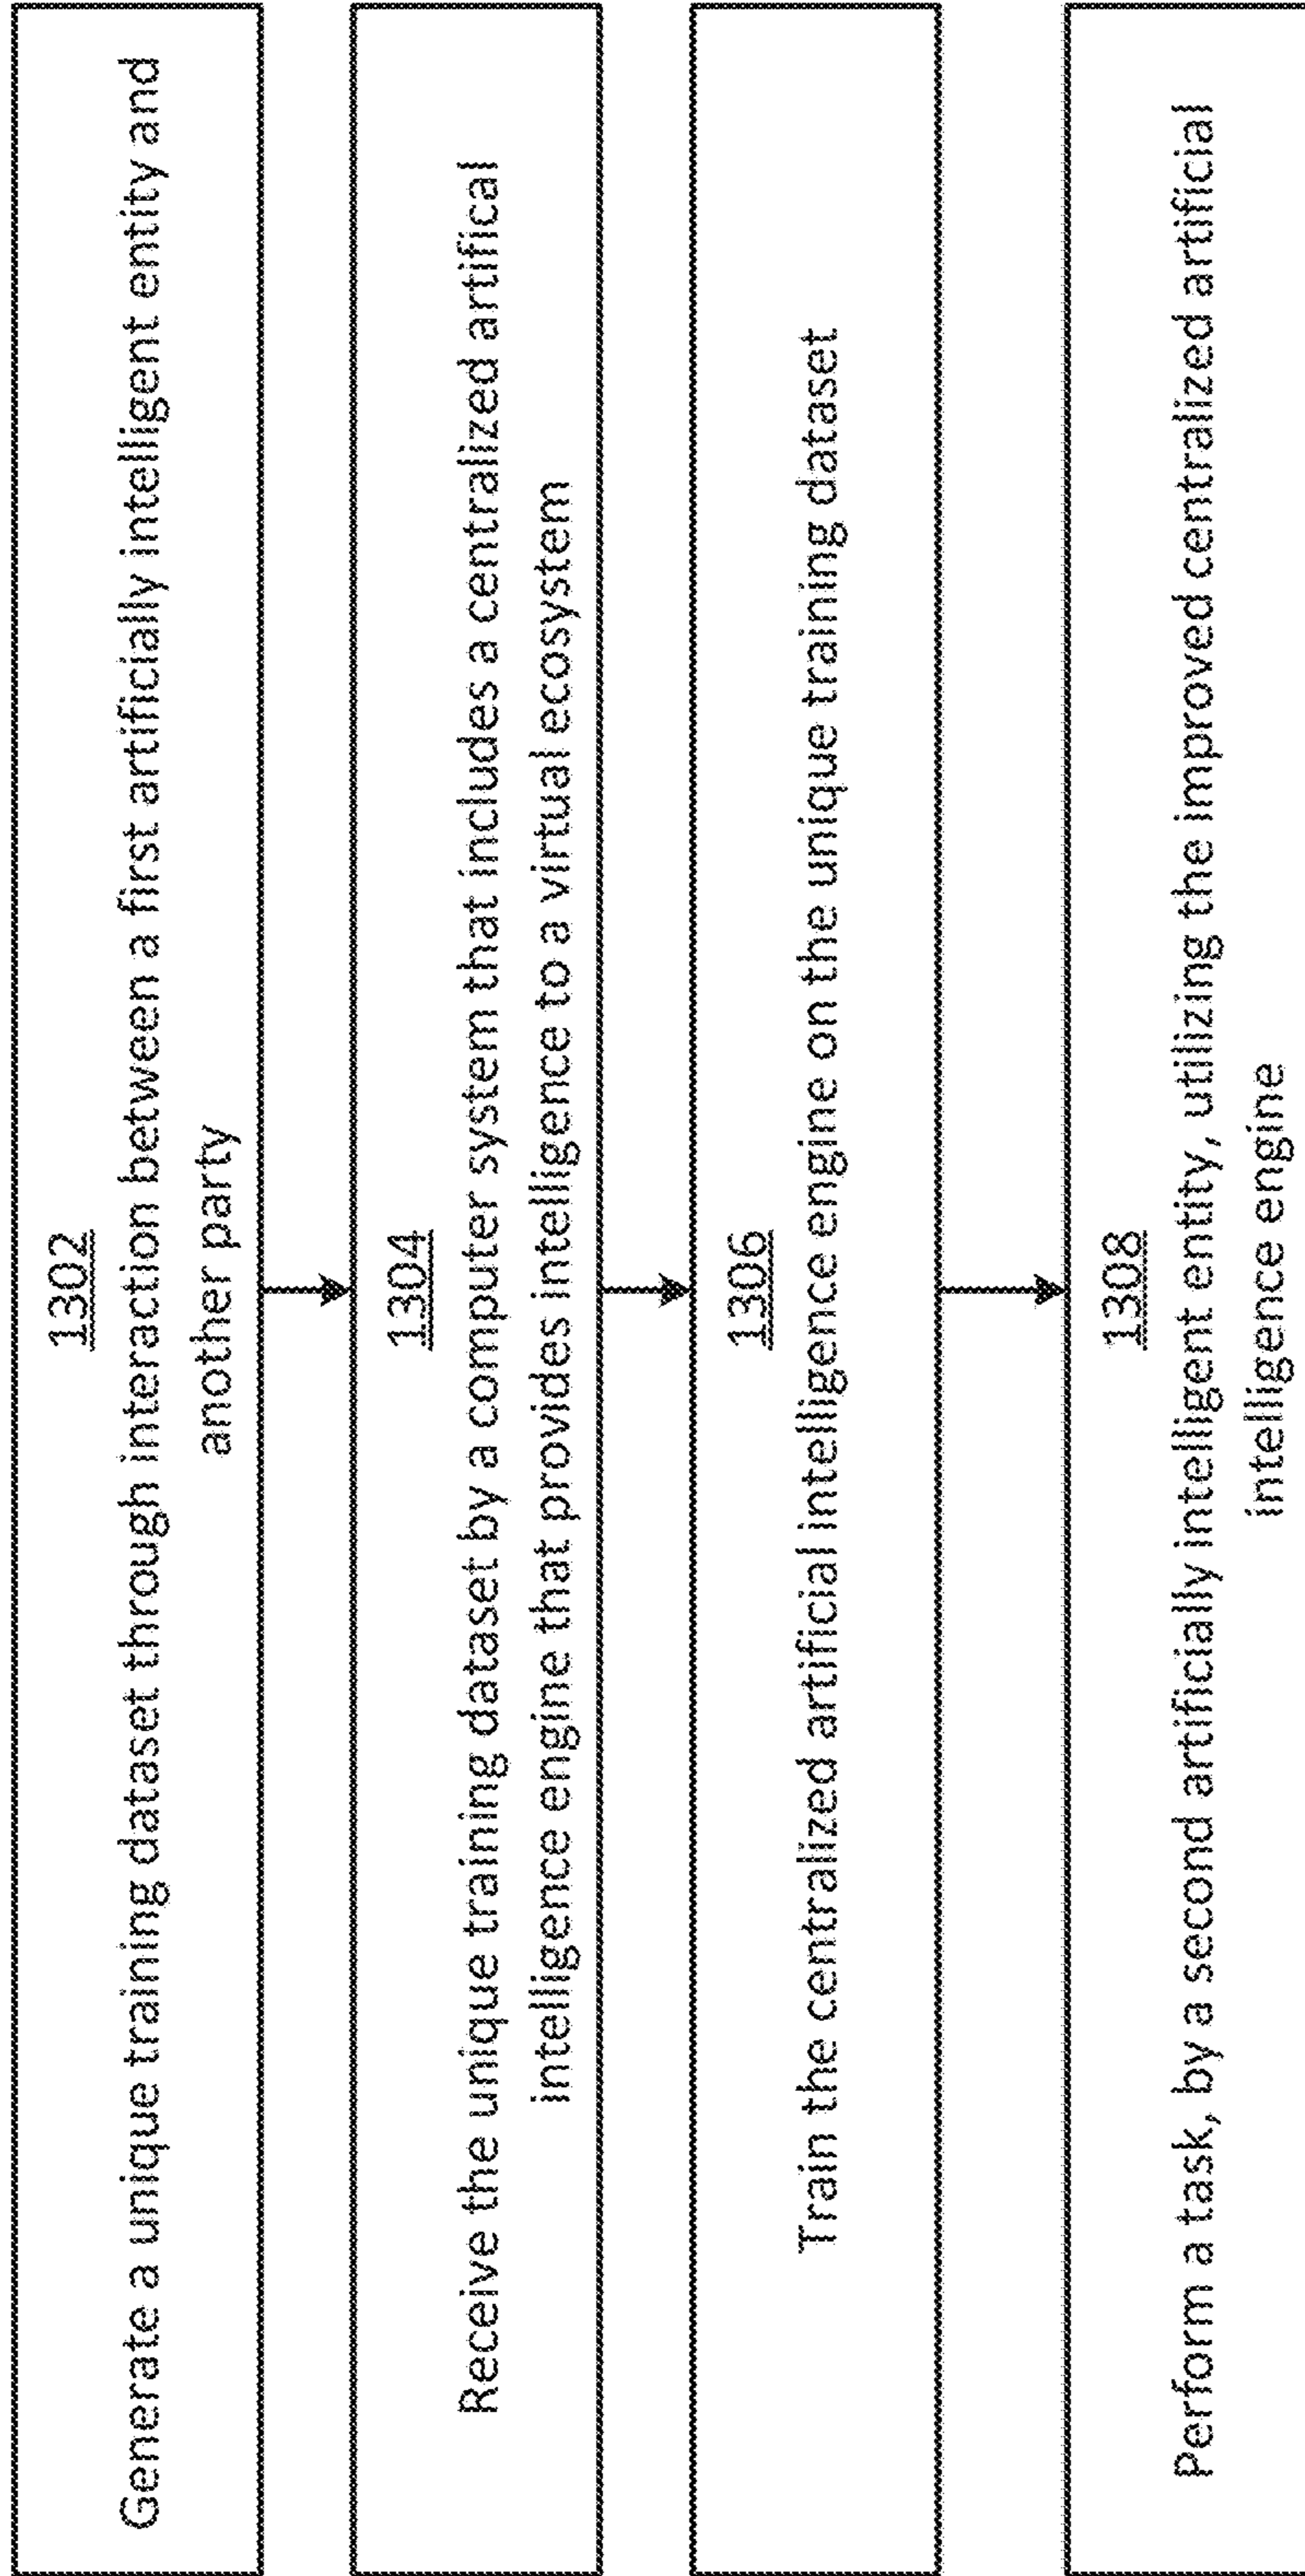 1302
Generate a unique training dataset through interaction between a first artificially intelligent entity and
another party
1304
Receive the unique training dataset by a computer system that includes a centralized artifical
intelligence engine that provides intelligence to a virtual ecosystem
1306
Train the centralized artificial intelligence engine on the unique training dataset
1308
Perform a task, by a second artificially intelligent entity, utilizing the improved centralized artificial
intelligence engine